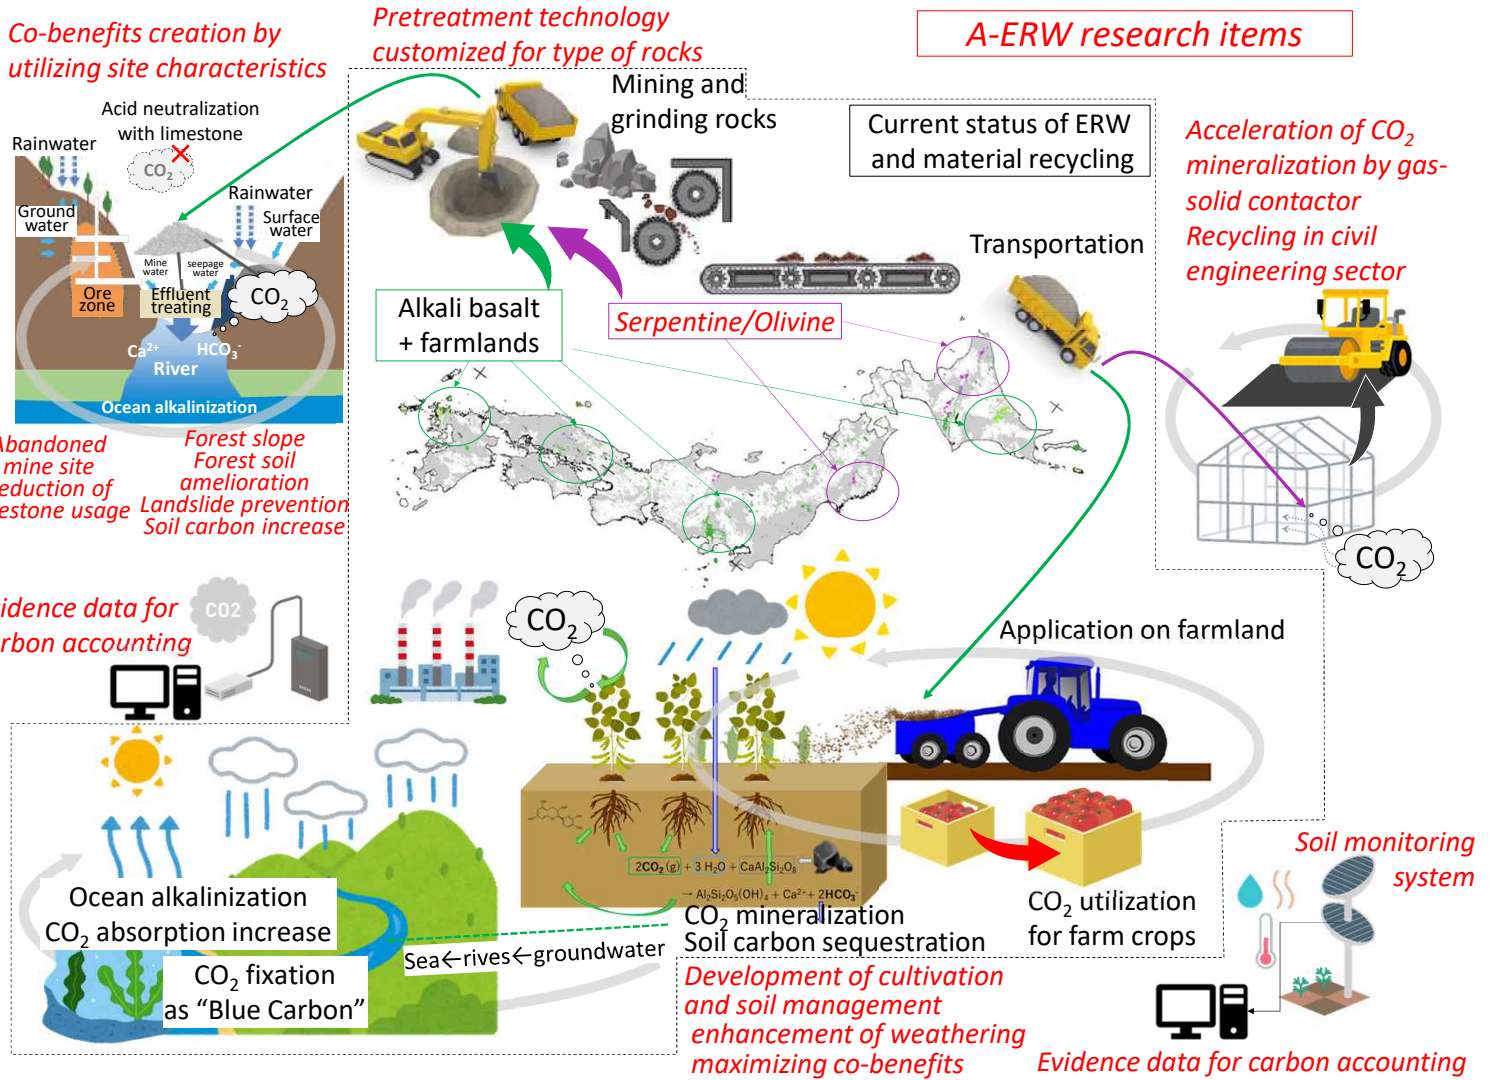 A-ERW research items
Co-benefits creation by
utilizing site characteristics
Pretreatment technology
customized for type of rocks
Mining and
grinding rocks
Current status of ERW
and material recycling
Acceleration of CO2
mineralization by gas-
solid contactor
Recycling in civil
engineering sector
Acid neutralization
with limestone
CO2
Rainwater
Rainwater
Ground
water
Surface
water
Mine
water
seepage
water
Ore
zone
Effluent
treating
CO2
Ca2+
HCO3-
River
Ocean alkalinization
Abandoned
mine site
eduction of
estone usage
Forest slope
Forest soil
amelioration
Landslide prevention
Soil carbon increase
Alkali basalt
+ farmlands
Serpentine/Olivine
Transportation
CO2
vidence data for
rbon accounting
CO2
CO2
Application on farmland
2CO2 (g) + 3 H2O + CaAl2Si2O8
→ Al2Si2O5(OH)4 + Ca2+ + 2HCO3-
CO2 mineralization
Soil carbon sequestration
CO2 utilization
for farm crops
Ocean alkalinization
CO2 absorption increase
CO2 fixation
as “Blue Carbon”
Sea←rives←groundwater
Development of cultivation
and soil management
enhancement of weathering
maximizing co-benefits
Soil monitoring
system
Evidence data for carbon accounting